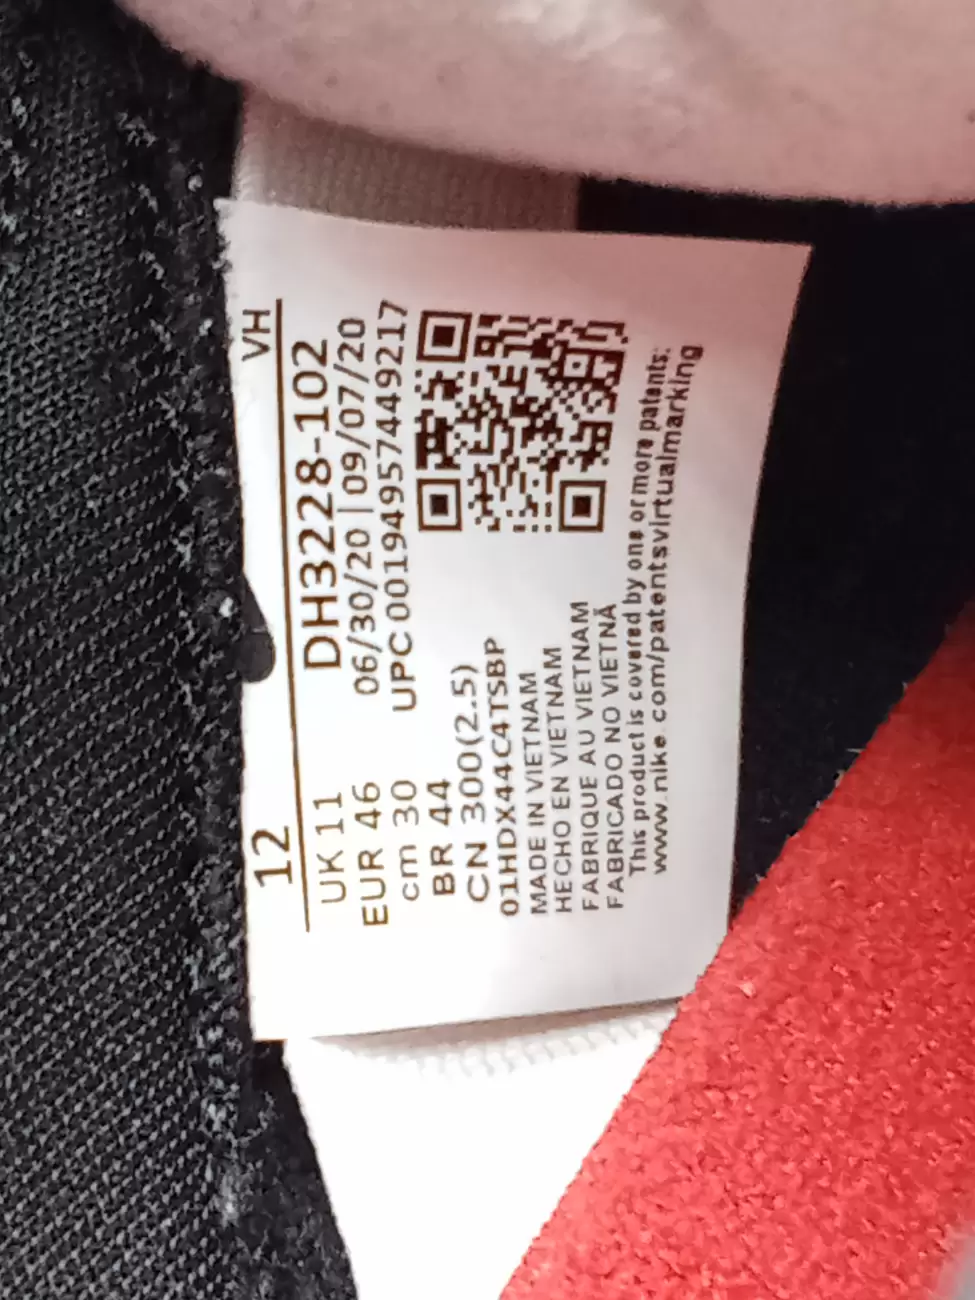 12 VH
UK 11 DH3228-102
EUR 46 06/30/20 | 09/07/20
cm 30 UPC 00194957449217
BR 44
CN 300(2.5)
01HDX44C4TSBP
MADE IN VIETNAM
HECHO EN VIETNAM
FABRIQUE AU VIETNAM
FABRICADO NO VIETNÃ
This product is covered by one or more patents:
www.nike.com/patentsvirtualmarking